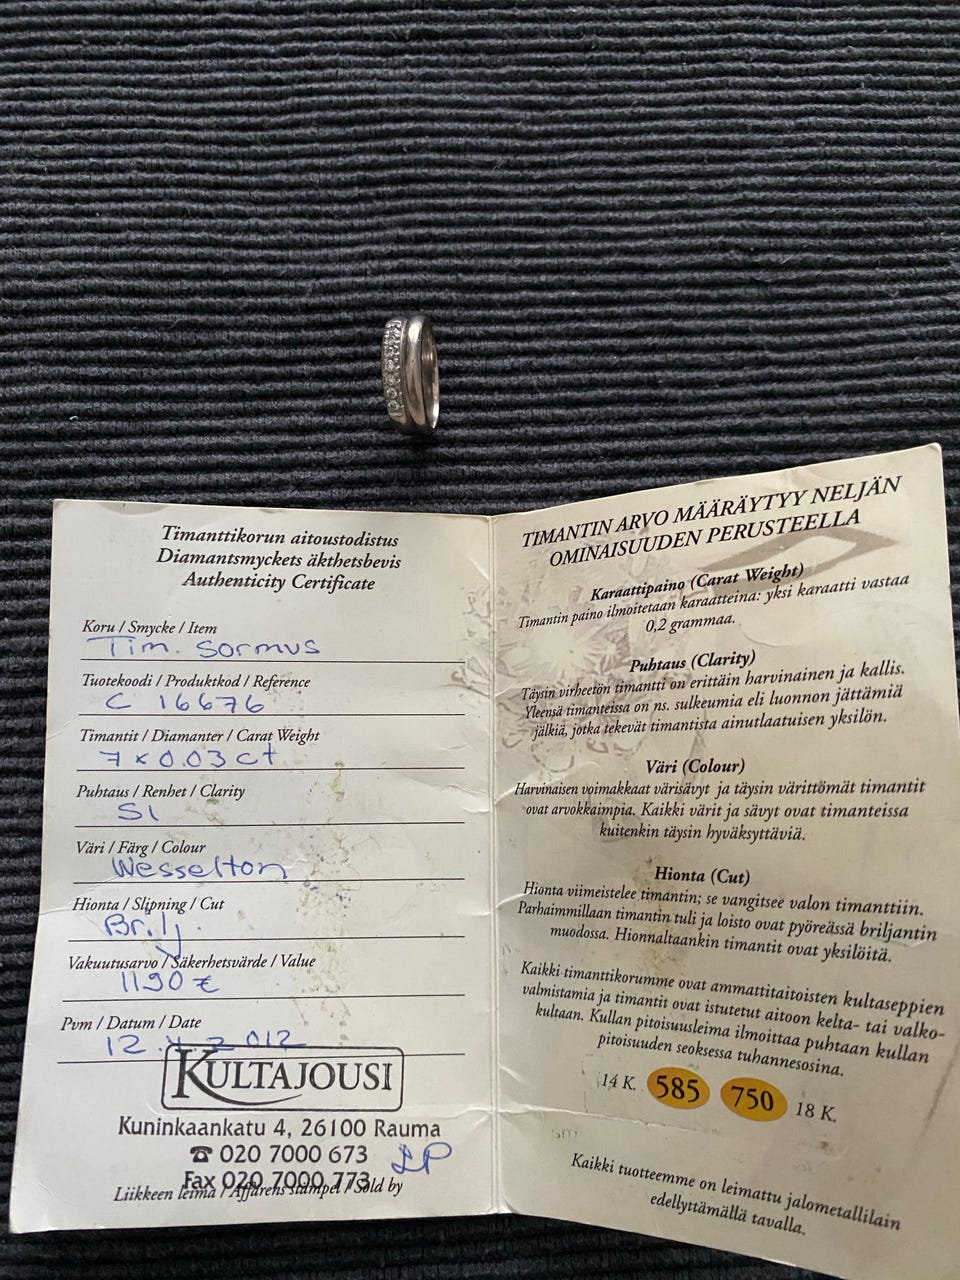 Timanttikorun aitoustodistus
Diamantsmyckets äkthetsbevis
Authenticity Certificate
Koru / Smycke / Item
Tim. sormus
Tuotekoodi / Produktkod / Reference
C 16676
Timantit / Diamanter / Carat Weight
7 x 0.03 ct
Puhtaus / Renhet / Clarity
SI
Väri / Färg / Colour
Wesselton
Hionta / Slipning / Cut
Brilj.
Vakuutusarvo / Säkerhetsvärde / Value
1190 €
Pvm / Datum / Date
12 2012
KULTAJOUSI
Kuninkaankatu 4, 26100 Rauma
☎ 020 7000 673
Fax 020 7000 773
LP
Liikkeen leima / Affärens stämpel / Sold by
TIMANTIN ARVO MÄÄRÄYTYY NELJÄN
OMINAISUUDEN PERUSTEELLA
Karaattipaino (Carat Weight)
Timantin paino ilmoitetaan karaatteina: yksi karaatti vastaa
0,2 grammaa.
Puhtaus (Clarity)
Täysin virheetön timantti on erittäin harvinainen ja kallis.
Yleensä timanteissa on ns. sulkeumia eli luonnon jättämiä
jälkiä, jotka tekevät timantista ainutlaatuisen yksilön.
Väri (Colour)
Harvinaisen voimakkaat värisävyt ja täysin värittömät timantit
ovat arvokkaimpia. Kaikki värit ja sävyt ovat timanteissa
kuitenkin täysin hyväksyttäviä.
Hionta (Cut)
Hionta viimeistelee timantin; se vangitsee valon timanttiin.
Parhaimmillaan timantin tuli ja loisto ovat pyöreässä briljantin
muodossa. Hionnaltaankin timantit ovat yksilöitä.
Kaikki timanttikorumme ovat ammattitaitoisten kultaseppien
valmistamia ja timantit ovat istutetut aitoon kelta- tai valko-
kultaan. Kullan pitoisuusleima ilmoittaa puhtaan kullan
pitoisuuden seoksessa tuhannesosina.
14 K. 585 750 18 K.
Kaikki tuotteemme on leimattu jalometallilain
edellyttämällä tavalla.